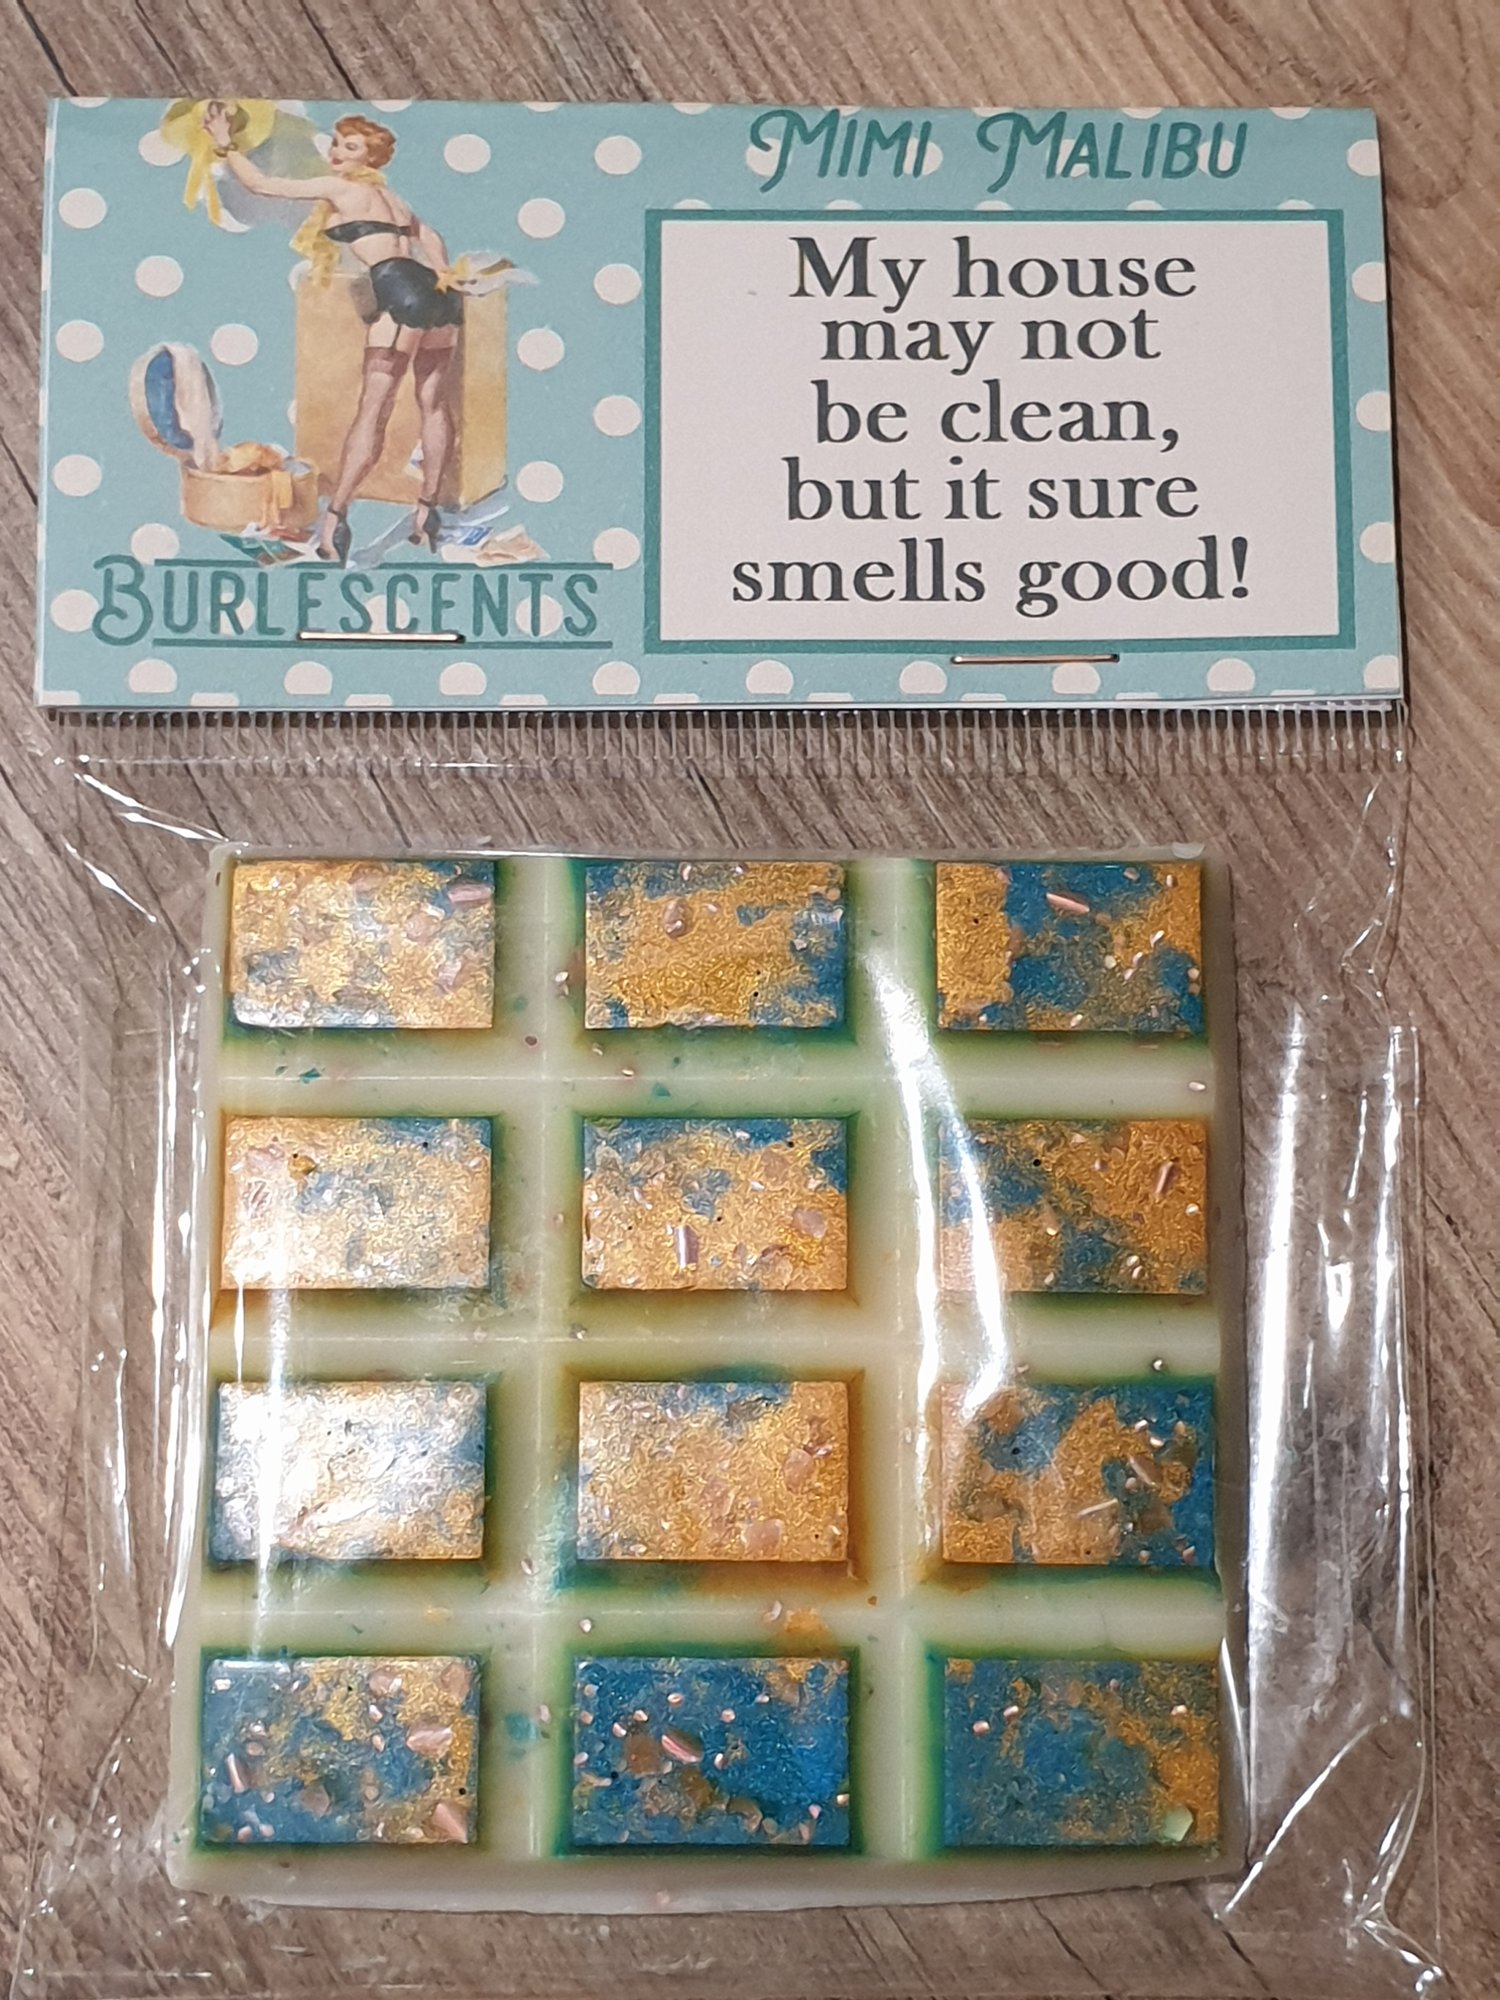 MIMI MALIBU
My house
may not
be clean,
but it sure
smells good!
BURLESCENTS